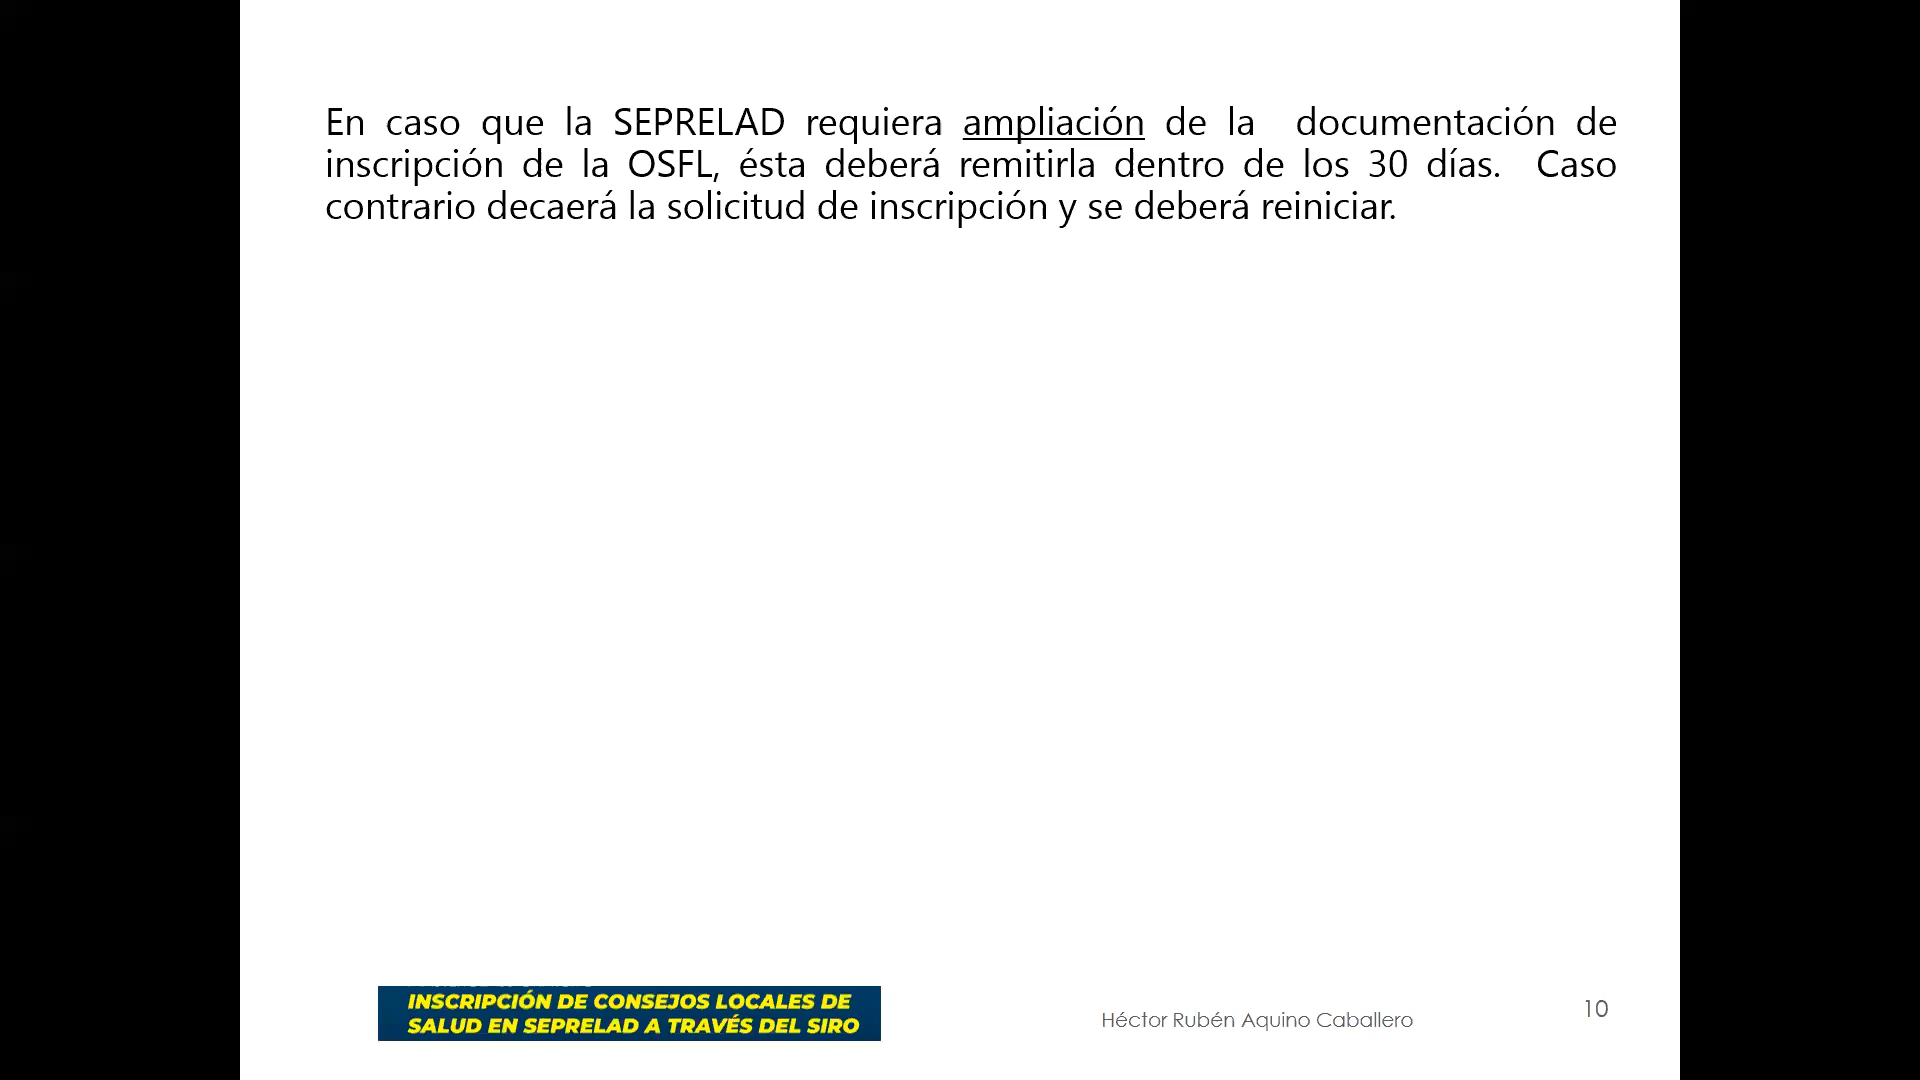 En caso que la SEPRELAD requiera ampliación de la documentación de
inscripción de la OSFL, ésta deberá remitirla dentro de los 30 días. Caso
contrario decaerá la solicitud de inscripción y se deberá reiniciar.
INSCRIPCIÓN DE CONSEJOS LOCALES DE
SALUD EN SEPRELAD A TRAVÉS DEL SIRO
Héctor Rubén Aquino Caballero
10